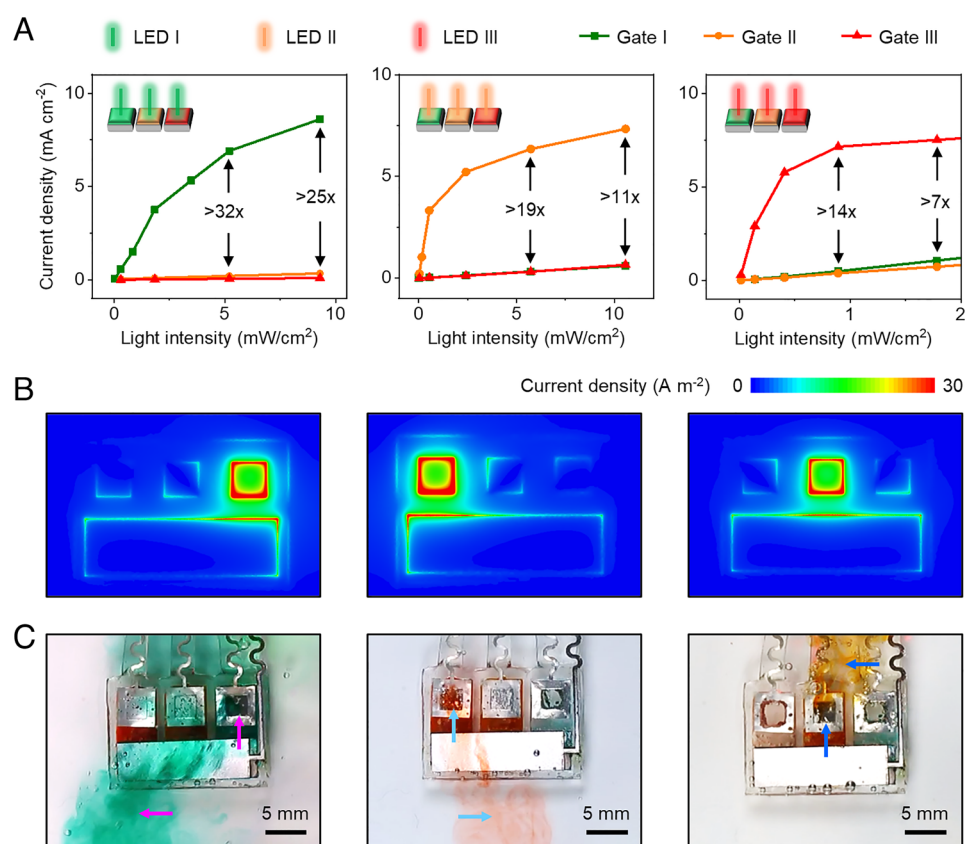 A
LED I LED II LED III Gate I Gate II Gate III
Current density (mA cm⁻²)
10
5
0
>32x
>25x
0 5 10
Light intensity (mW/cm²)
10
5
0
>19x
>11x
0 5 10
Light intensity (mW/cm²)
10
5
0
>14x
>7x
0 1 2
Light intensity (mW/cm²)
B
Current density (A m⁻²) 0 30
C
5 mm
5 mm
5 mm